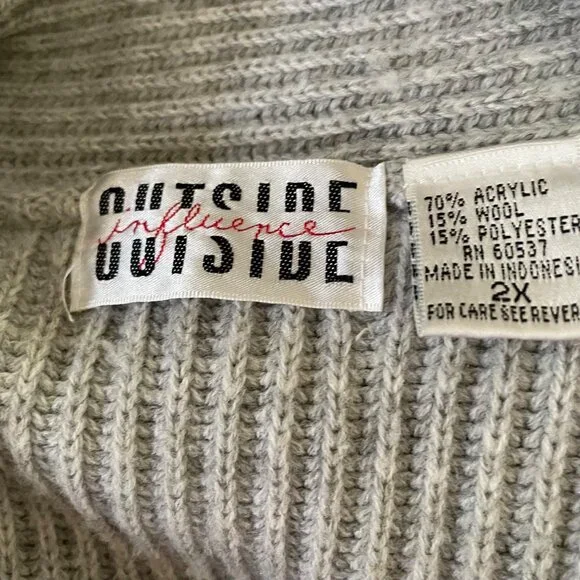 OUTSIDE
influence
OUTSIDE
70% ACRYLIC
15% WOOL
15% POLYESTER
RN 60537
MADE IN INDONESI
2X
FOR CARE SEE REVER